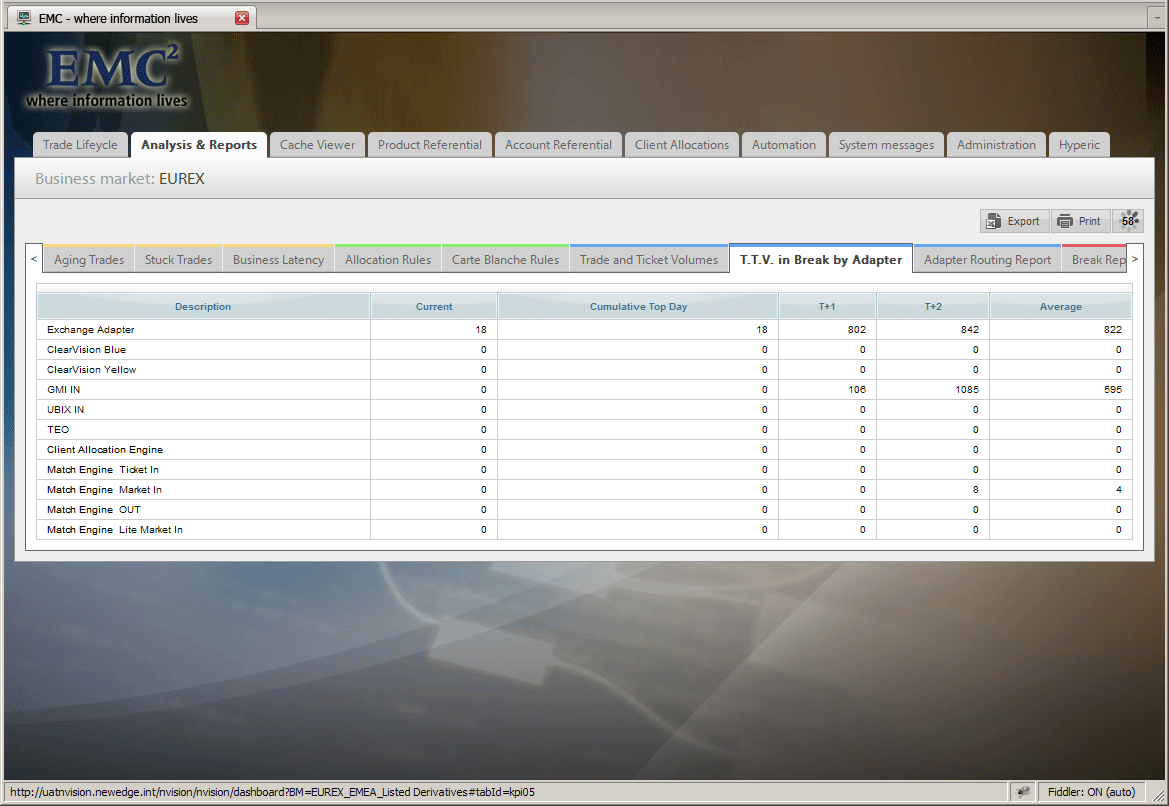 EMC - where information lives
EMC²
where information lives
Trade Lifeycle Analysis & Reports Cache Viewer Product Referential Account Referential Client Allocations Automation System messages Administration Hyperic
Business market: EUREX
Export Print 58
< Aging Trades Stuck Trades Business Latency Allocation Rules Carte Blanche Rules Trade and Ticket Volumes T.T.V. in Break by Adapter Adapter Routing Report Break Rep >
Description Current Cumulative Top Day T+1 T+2 Average
Exchange Adapter 18 18 802 842 822
ClearVision Blue 0 0 0 0 0
ClearVision Yellow 0 0 0 0 0
GMI IN 0 0 106 1085 595
UBIX IN 0 0 0 0 0
TEO 0 0 0 0 0
Client Allocation Engine 0 0 0 0 0
Match Engine Ticket In 0 0 0 0 0
Match Engine Market In 0 0 0 8 4
Match Engine OUT 0 0 0 0 0
Match Engine Lite Market In 0 0 0 0 0
http://uatnvision.newedge.int/nvision/nvision/dashboard?BM=EUREX_EMEA_Listed Derivatives#tabId=kpi05 Fiddler: ON (auto)